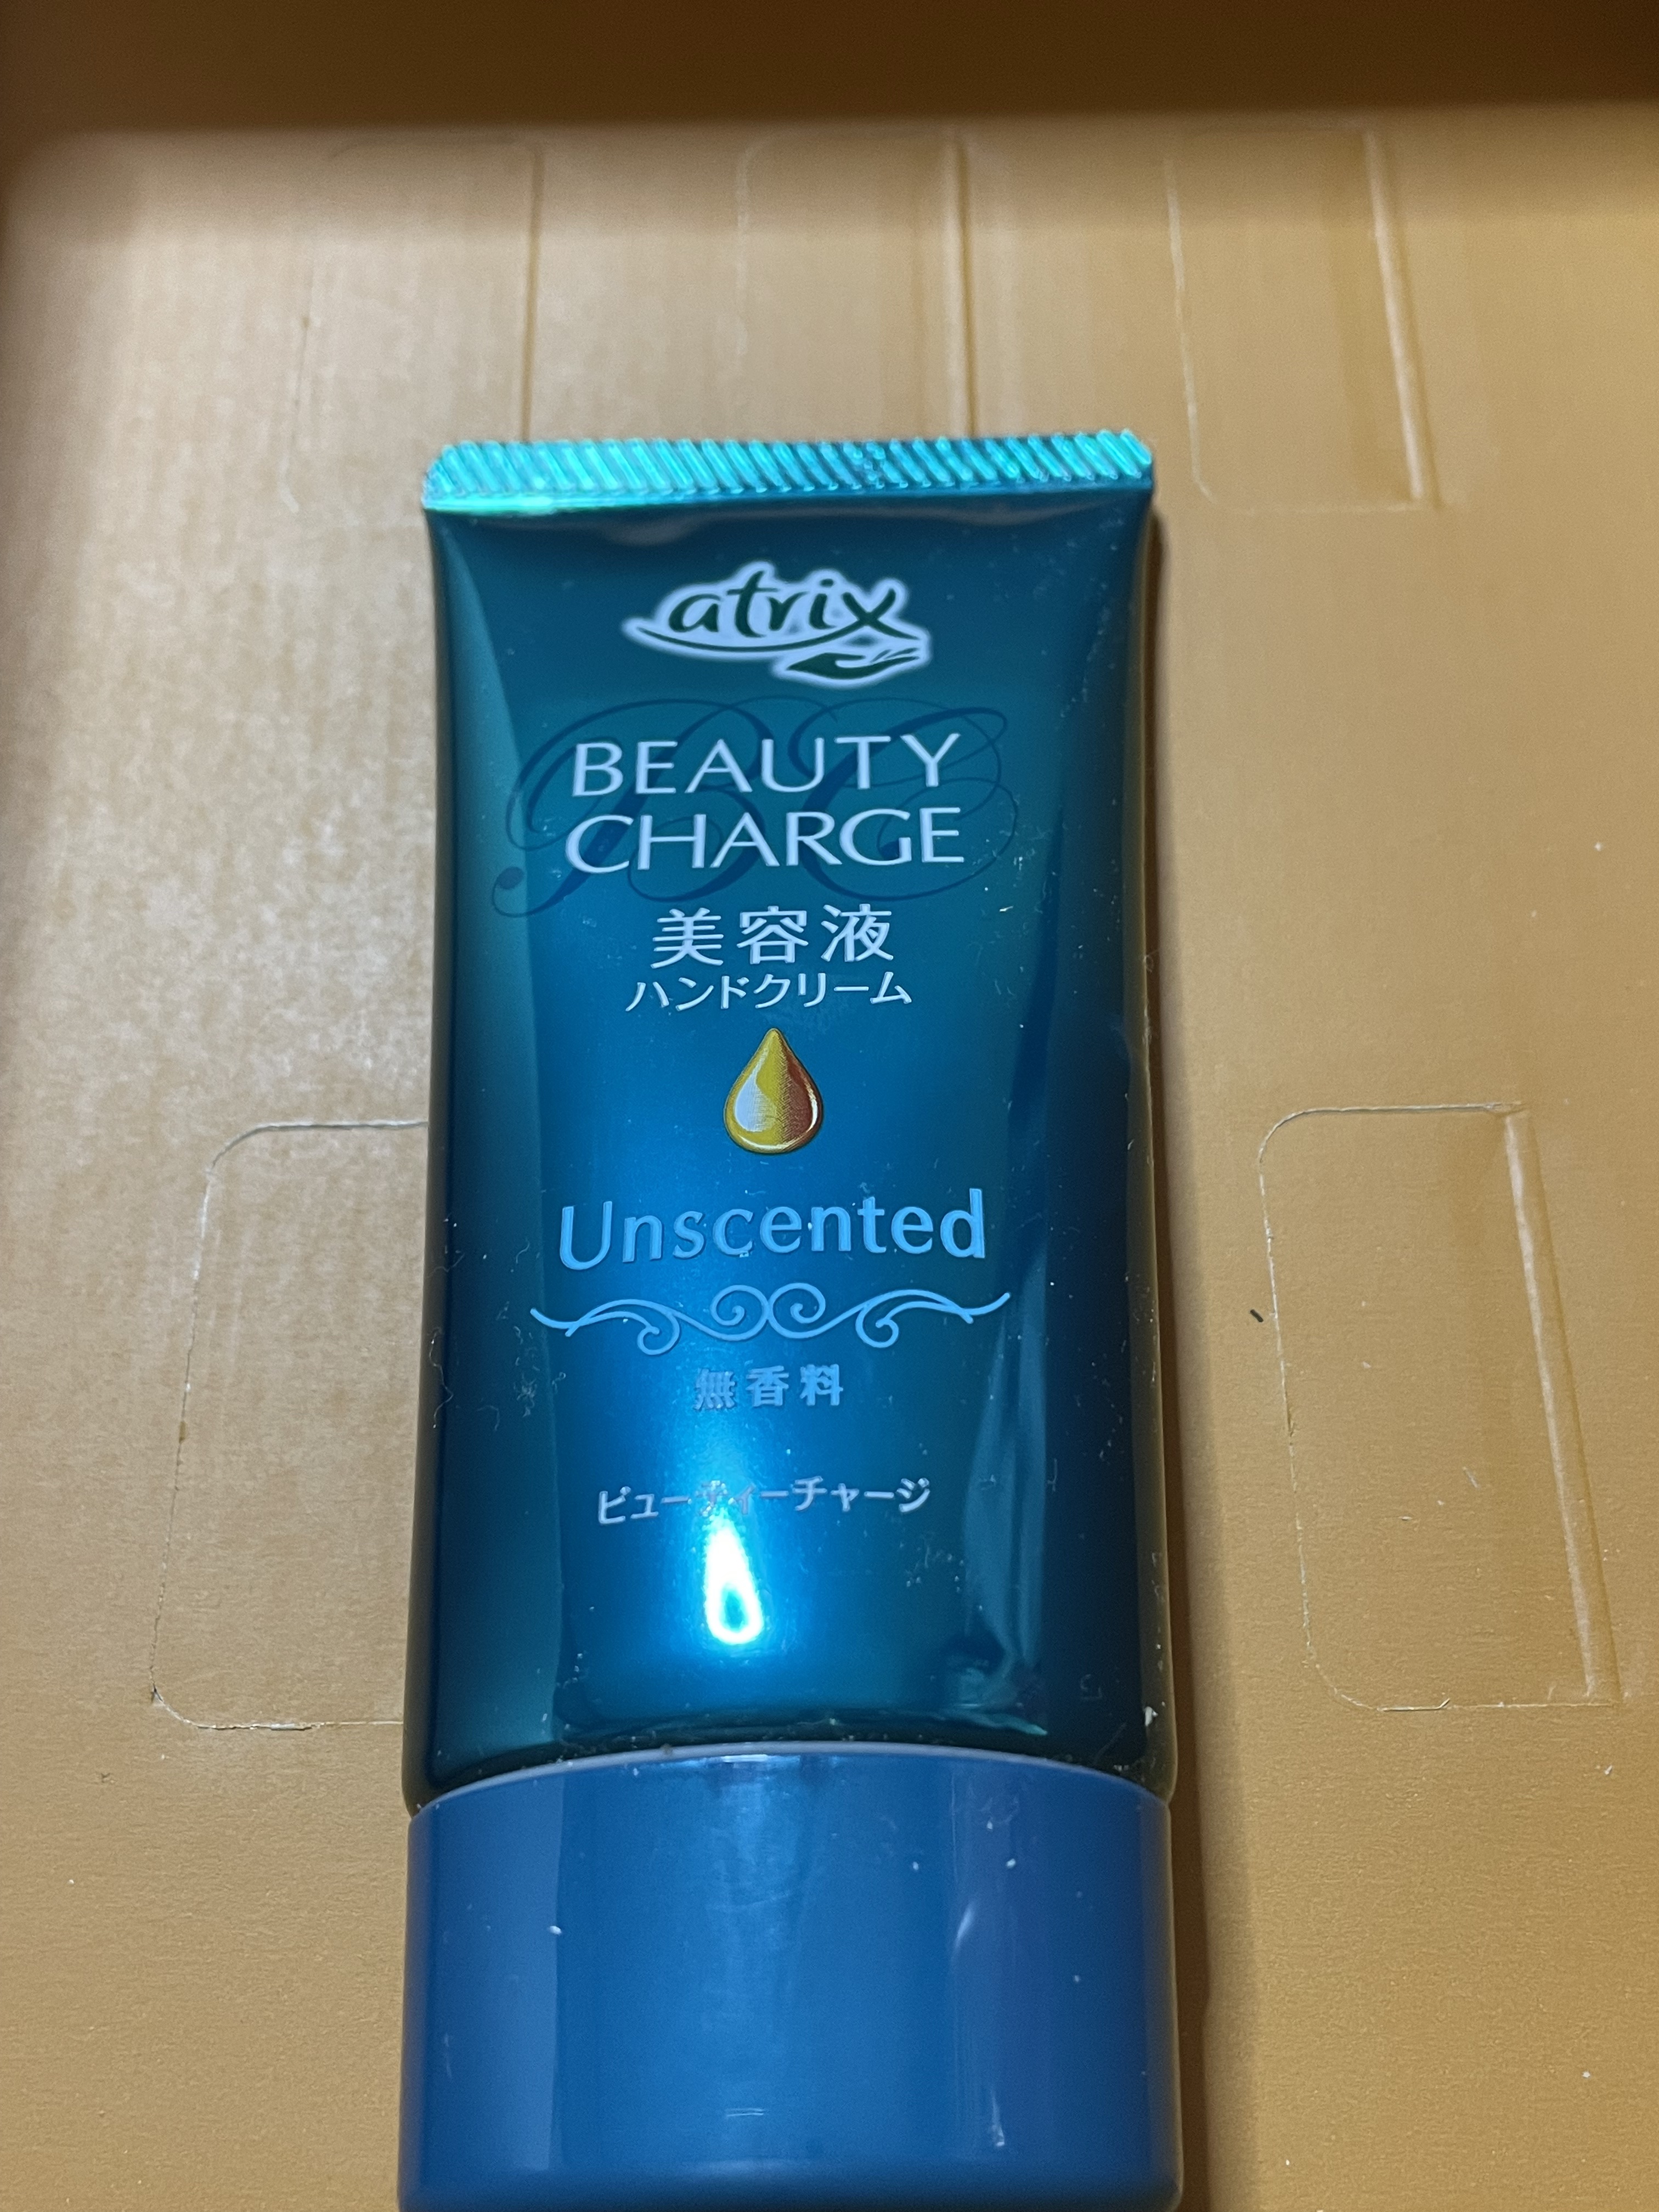 atrix
BC
BEAUTY
CHARGE
美容液
ハンドクリーム
Unscented
無香料
ビューティーチャージ